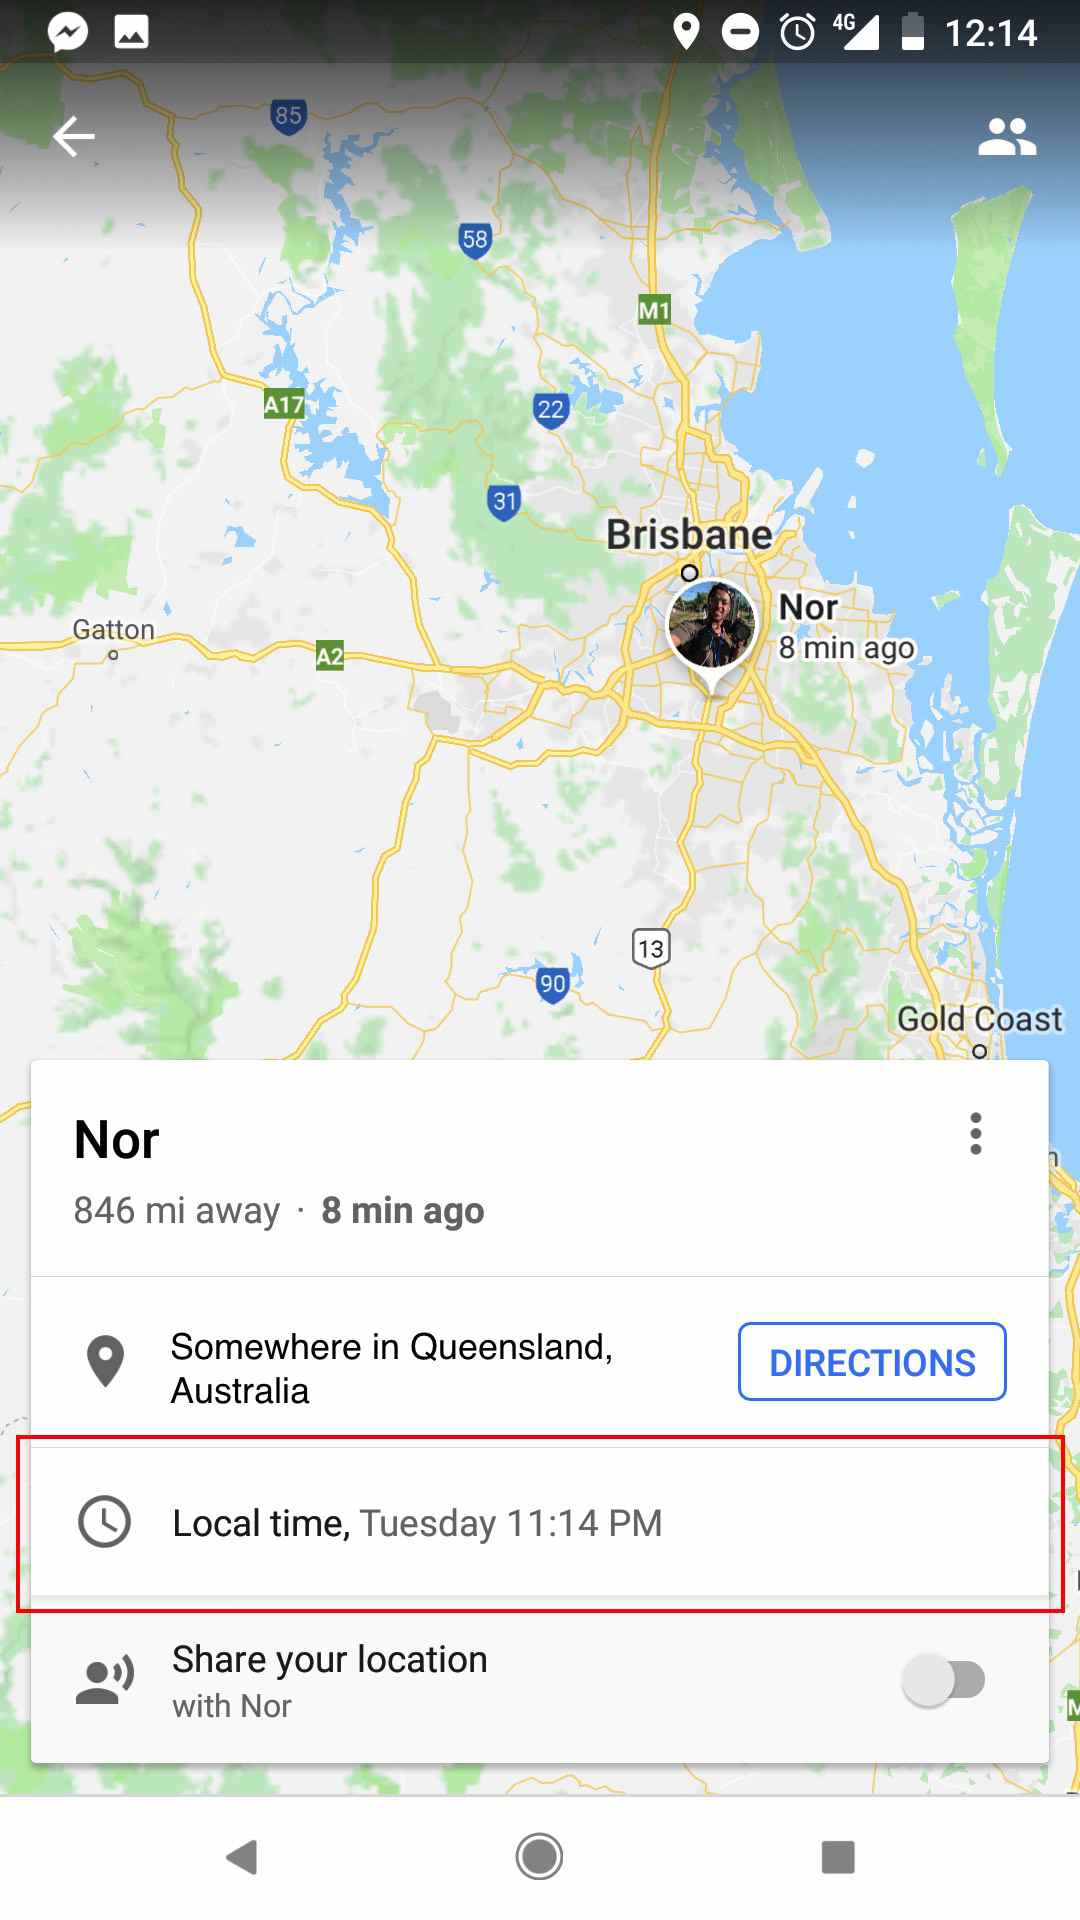 4G 12:14
85
58
M1
A17
22
31
Brisbane
Nor
8 min ago
Gatton
A2
13
90
Gold Coast
Nor
846 mi away · 8 min ago
Somewhere in Queensland,
Australia
DIRECTIONS
Local time, Tuesday 11:14 PM
Share your location
with Nor